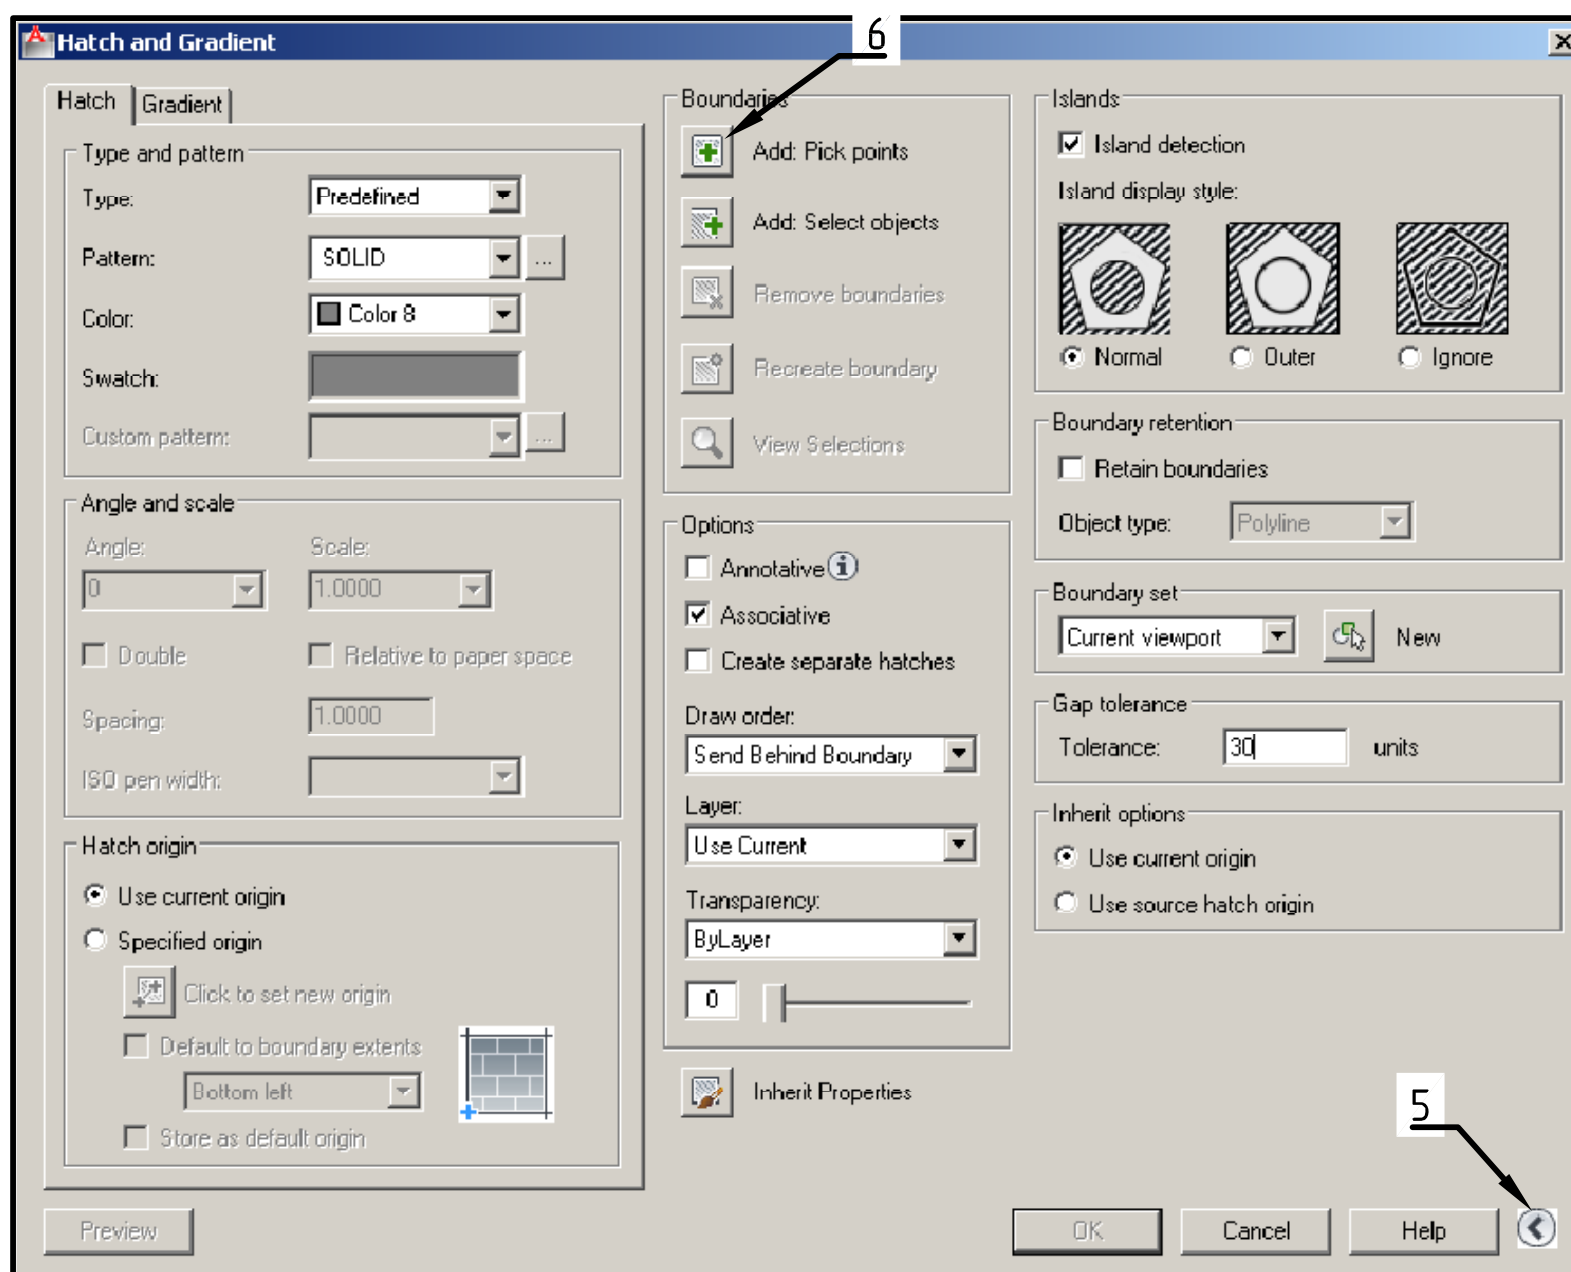 Hatch and Gradient
6
Hatch
Gradient
Type and pattern
Type:
Predefined
Pattern:
SOLID
...
Color:
Color 8
Swatch:
Custom pattern:
...
Angle and scale
Angle:
Scale:
0
1.0000
Double
Relative to paper space
Spacing:
1.0000
ISO pen width:
Hatch origin
Use current origin
Specified origin
Click to set new origin
Default to boundary extents
Bottom left
Store as default origin
Preview
Boundaries
Add: Pick points
Add: Select objects
Remove boundaries
Recreate boundary
View Selections
Options
Annotative
Associative
Create separate hatches
Draw order:
Send Behind Boundary
Layer:
Use Current
Transparency:
ByLayer
0
Inherit Properties
Islands
Island detection
Island display style:
Normal
Outer
Ignore
Boundary retention
Retain boundaries
Object type:
Polyline
Boundary set
Current viewport
New
Gap tolerance
Tolerance:
30
units
Inherit options
Use current origin
Use source hatch origin
5
OK
Cancel
Help